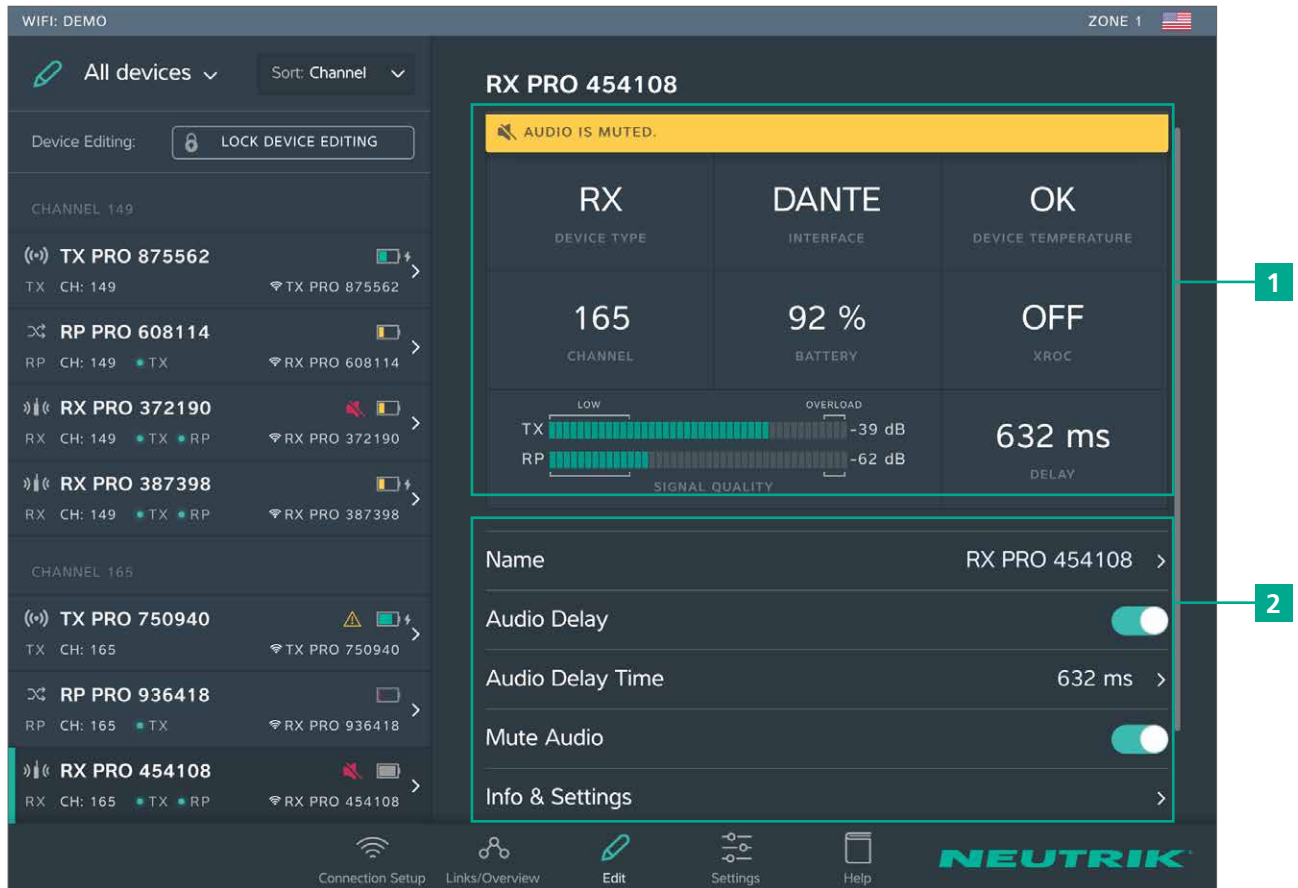 WIFI: DEMO
ZONE 1
All devices
Sort: Channel
Device Editing:
LOCK DEVICE EDITING
CHANNEL 149
TX PRO 875562
TX CH: 149
TX PRO 875562
RP PRO 608114
RP CH: 149 TX
RX PRO 608114
RX PRO 372190
RX CH: 149 TX RP
RX PRO 372190
RX PRO 387398
RX CH: 149 TX RP
RX PRO 387398
CHANNEL 165
TX PRO 750940
TX CH: 165
TX PRO 750940
RP PRO 936418
RP CH: 165 TX
RX PRO 936418
RX PRO 454108
RX CH: 165 TX RP
RX PRO 454108
RX PRO 454108
AUDIO IS MUTED.
RX
DEVICE TYPE
DANTE
INTERFACE
OK
DEVICE TEMPERATURE
165
CHANNEL
92 %
BATTERY
OFF
XROC
LOW
OVERLOAD
TX -39 dB
RP -62 dB
SIGNAL QUALITY
632 ms
DELAY
1
Name RX PRO 454108
Audio Delay
Audio Delay Time 632 ms
Mute Audio
Info & Settings
2
Connection Setup
Links/Overview
Edit
Settings
Help
NEUTRIK